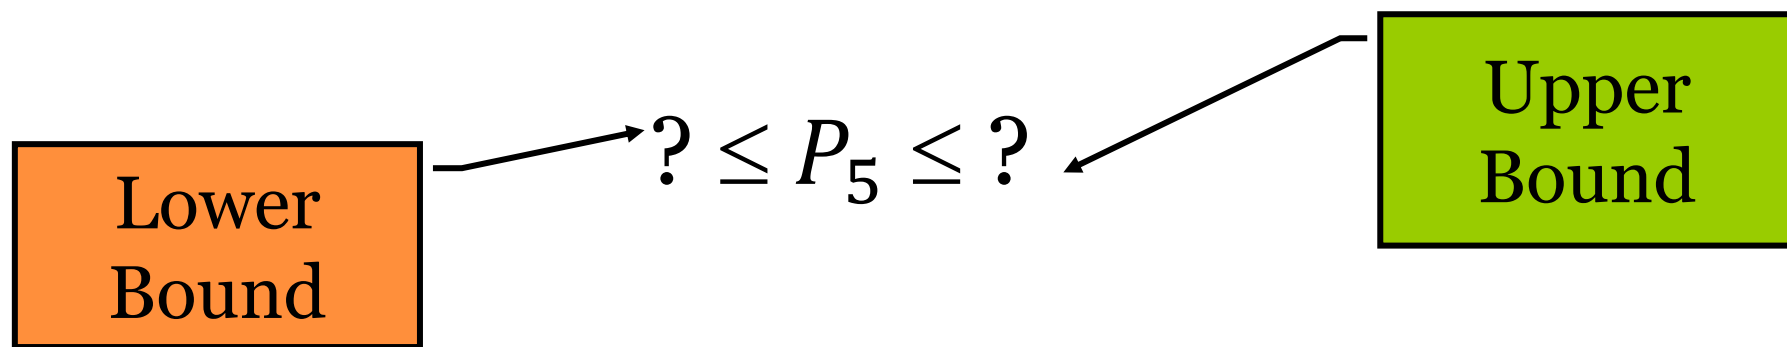 Upper
Bound
? ≤ P₅ ≤ ?
Lower
Bound